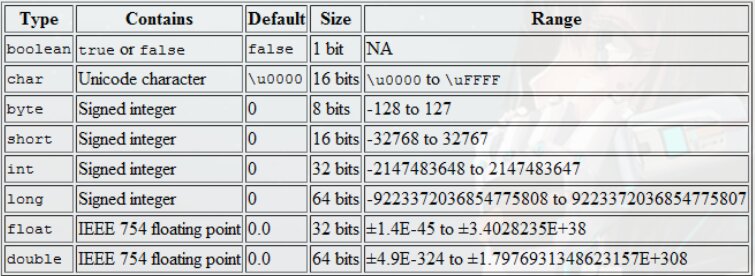 Type Contains Default Size Range
boolean true or false false 1 bit NA
char Unicode character \u0000 16 bits \u0000 to \uFFFF
byte Signed integer 0 8 bits -128 to 127
short Signed integer 0 16 bits -32768 to 32767
int Signed integer 0 32 bits -2147483648 to 2147483647
long Signed integer 0 64 bits -9223372036854775808 to 9223372036854775807
float IEEE 754 floating point 0.0 32 bits ±1.4E-45 to ±3.4028235E+38
double IEEE 754 floating point 0.0 64 bits ±4.9E-324 to ±1.7976931348623157E+308